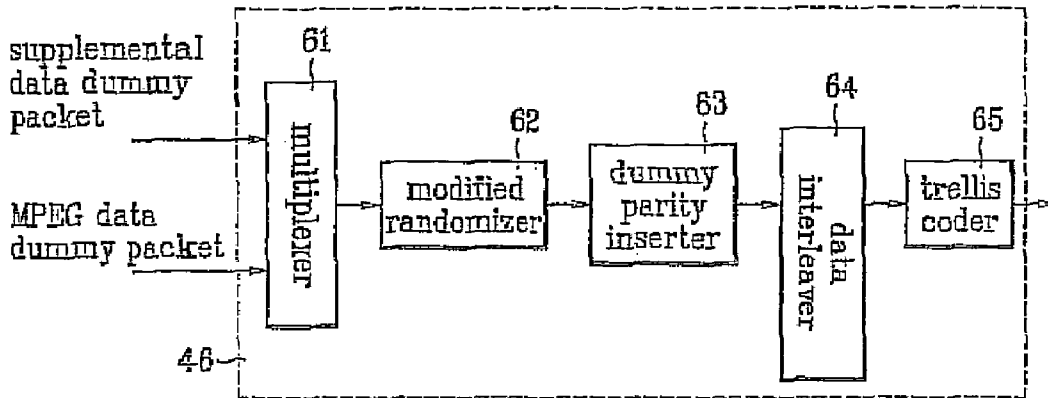 supplemental
data dummy
packet
MPEG data
dummy packet
46
61
multiplexer
62
modified
randomizer
63
dummy
parity
inserter
64
data
interleaver
65
trellis
coder